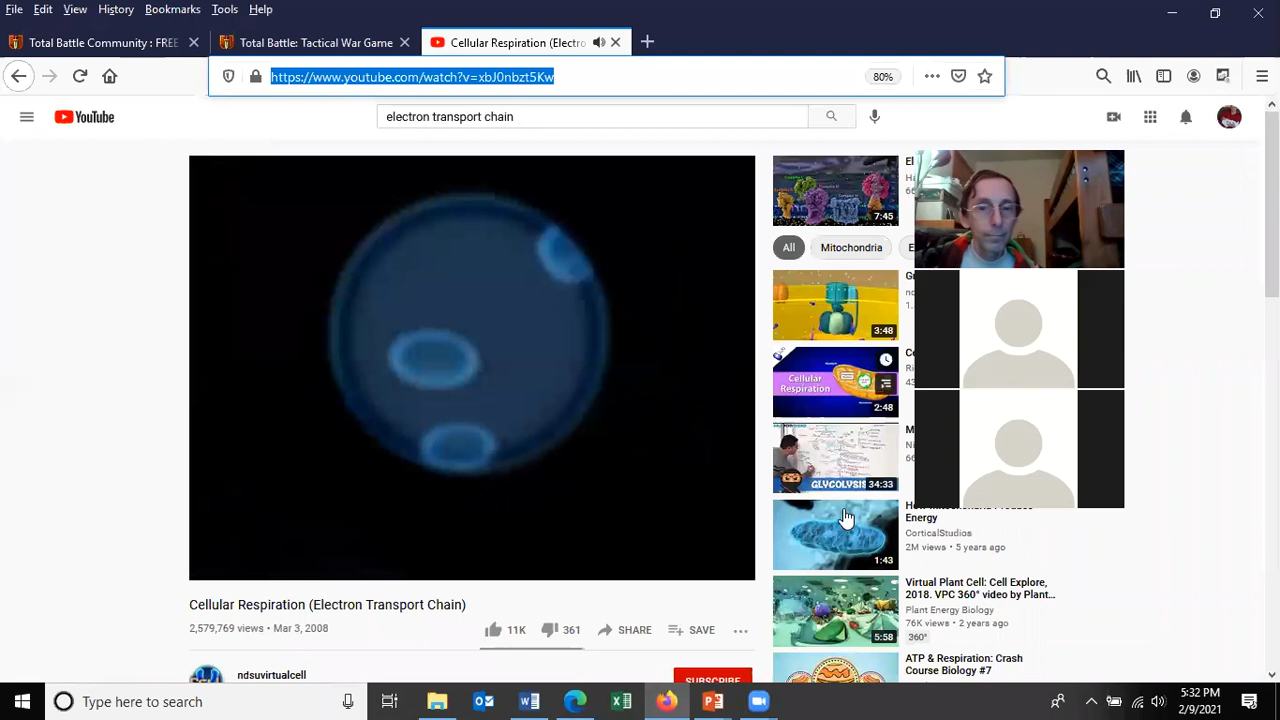 File Edit View History Bookmarks Tools Help
Total Battle Community : FREE
Total Battle: Tactical War Game
Cellular Respiration (Electro
https://www.youtube.com/watch?v=xbJ0nbzt5Kw
80%
YouTube
electron transport chain
7:45
All
Mitochondria
3:48
Cellular
Respiration
2:48
GLYCOLYSIS
34:33
Energy
CorticalStudios
2M views • 5 years ago
1:43
Virtual Plant Cell: Cell Explore,
2018. VPC 360° video by Plant...
Plant Energy Biology
76K views • 2 years ago
360°
5:58
ATP & Respiration: Crash
Course Biology #7
Cellular Respiration (Electron Transport Chain)
2,579,769 views • Mar 3, 2008
11K
361
SHARE
SAVE
ndsuvirtualcell
SUBSCRIBE
Type here to search
5:32 PM
2/9/2021